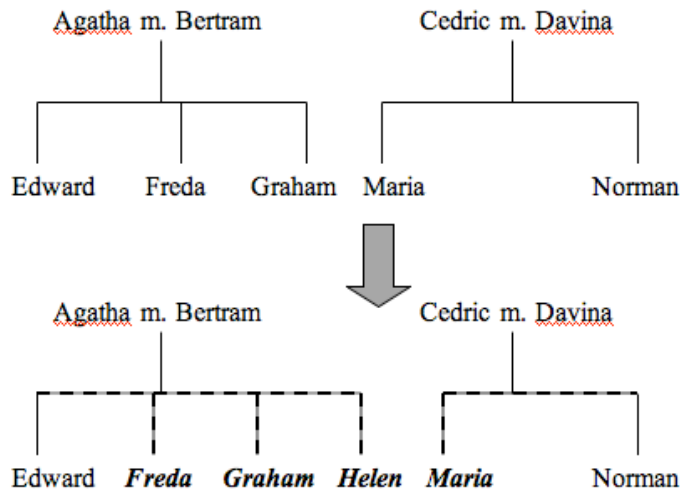 Agatha m. Bertram Cedric m. Davina
Edward Freda Graham Maria Norman
Agatha m. Bertram Cedric m. Davina
Edward Freda Graham Helen Maria Norman